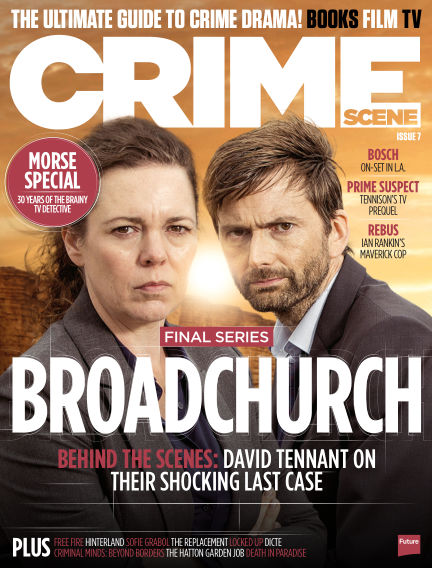 THE ULTIMATE GUIDE TO CRIME DRAMA! BOOKS FILM TV
CRIME
SCENE
ISSUE 7
MORSE
SPECIAL
30 YEARS OF THE BRAINY
TV DETECTIVE
BOSCH
ON-SET IN L.A.
PRIME SUSPECT
TENNISON'S TV
PREQUEL
REBUS
IAN RANKIN'S
MAVERICK COP
FINAL SERIES
BROADCHURCH
BEHIND THE SCENES: DAVID TENNANT ON
THEIR SHOCKING LAST CASE
PLUS FREE FIRE HINTERLAND SOFIE GRABOL THE REPLACEMENT LOCKED UP DICTE
CRIMINAL MINDS: BEYOND BORDERS THE HATTON GARDEN JOB DEATH IN PARADISE
Future